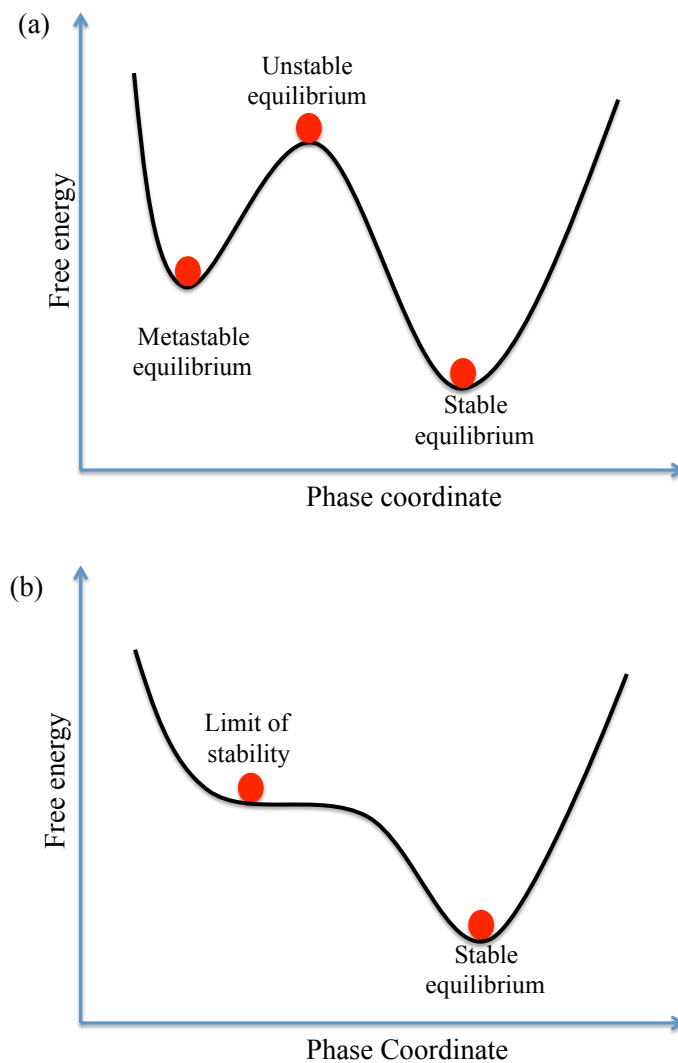 (a)
Unstable
equilibrium
Free energy
Metastable
equilibrium
Stable
equilibrium
Phase coordinate
(b)
Limit of
stability
Free energy
Stable
equilibrium
Phase Coordinate